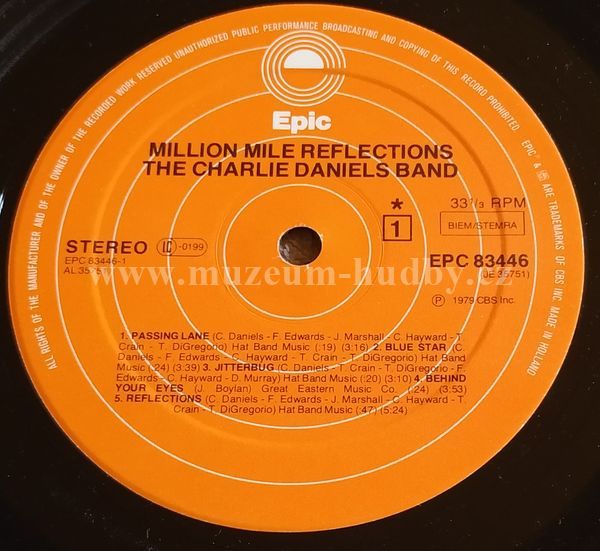 ALL RIGHTS OF THE MANUFACTURER AND OF THE OWNER OF THE RECORDED WORK RESERVED UNAUTHORIZED PUBLIC PERFORMANCE BROADCASTING AND COPYING OF THIS RECORD PROHIBITED. EPIC® & ARE TRADEMARKS OF CBS INC. MADE IN HOLLAND
Epic
MILLION MILE REFLECTIONS
THE CHARLIE DANIELS BAND
* 33 1/3 RPM
1 BIEM/STEMRA
STEREO LC-0199 EPC 83446
EPC 83446-1 (JE 35751)
AL 3575
www.muzeum-hudby.cz
℗ 1979 CBS Inc.
1. PASSING LANE (C. Daniels - F. Edwards - J. Marshall - C. Hayward - T.
Crain - T. DiGregorio) Hat Band Music (:19) (3:16) 2. BLUE STAR (C.
Daniels - F. Edwards - C. Hayward - T. Crain - T. DiGregorio) Hat Band
Music (:24) (3:39) 3. JITTERBUG (C. Daniels - T. Crain - T. DiGregorio - F.
Edwards - C. Hayward - D. Murray) Hat Band Music (:20) (3:10) 4. BEHIND
YOUR EYES (J. Boylan) Great Eastern Music Co. (:24) (3:53)
5. REFLECTIONS (C. Daniels - F. Edwards - J. Marshall - C. Hayward - T.
Crain - T. DiGregorio) Hat Band Music (:47) (5:24)